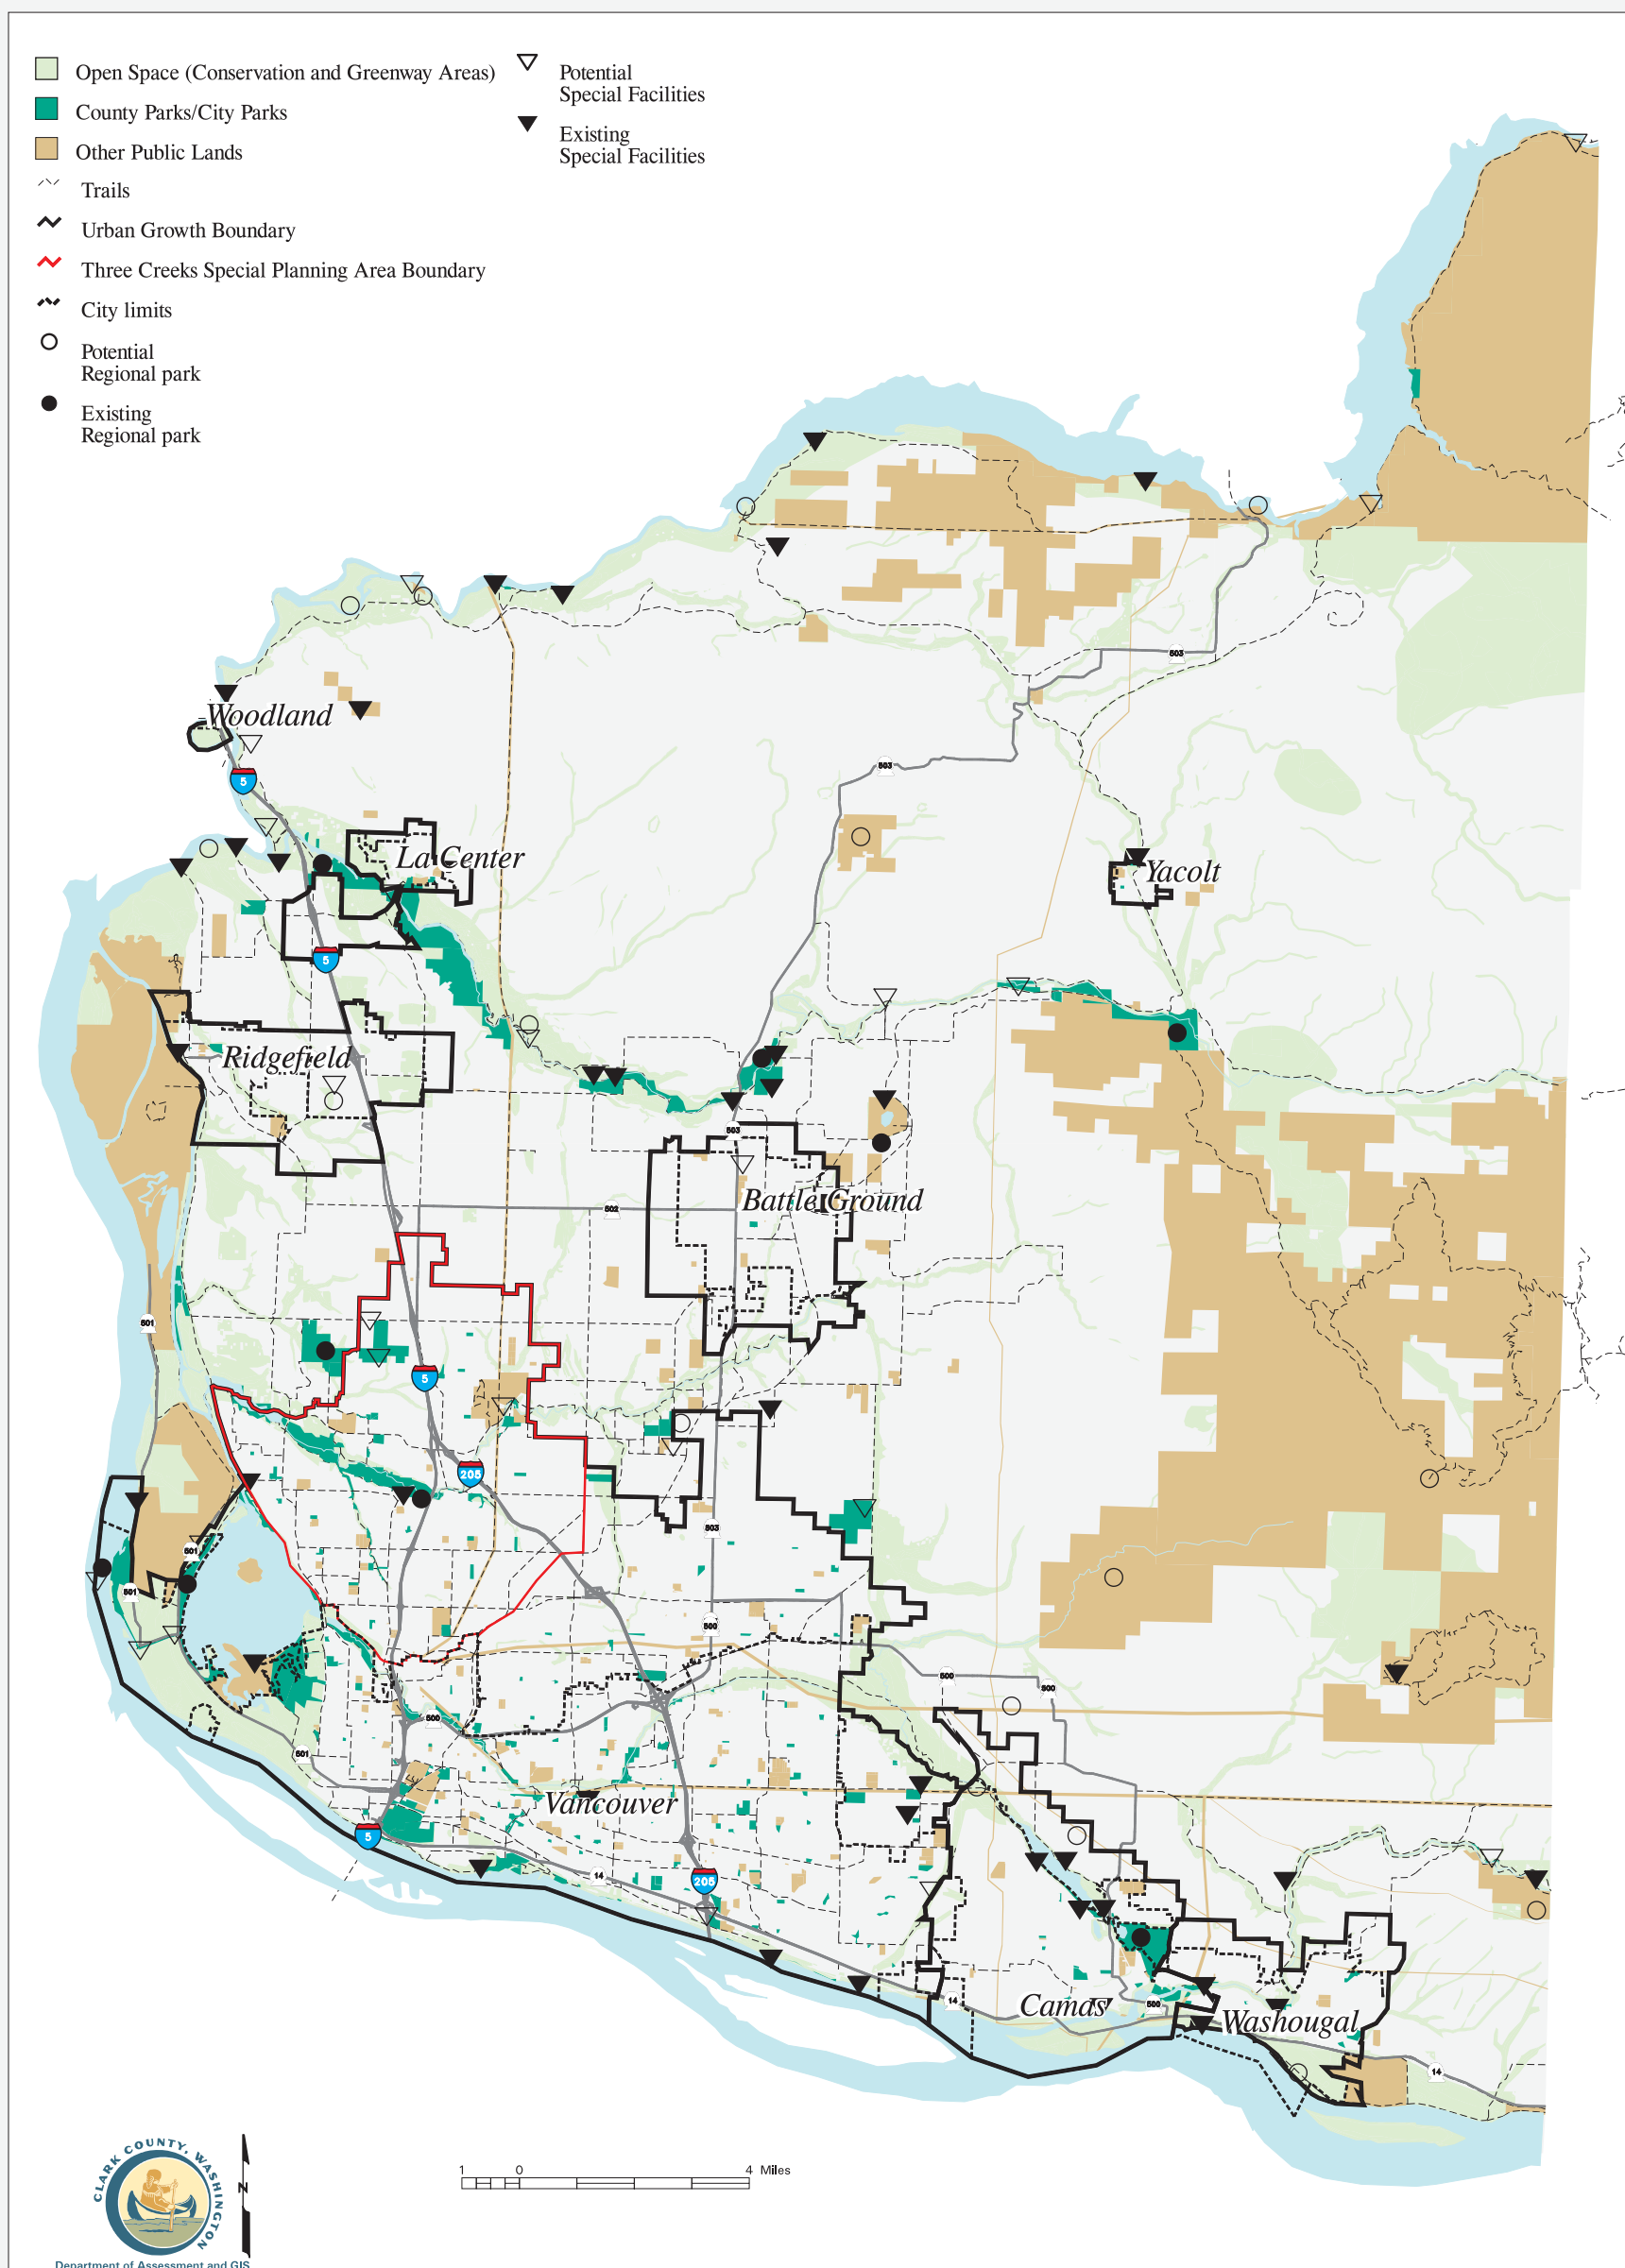 Open Space (Conservation and Greenway Areas)
County Parks/City Parks
Other Public Lands
Trails
Urban Growth Boundary
Three Creeks Special Planning Area Boundary
City limits
Potential
Regional park
Existing
Regional park
Potential
Special Facilities
Existing
Special Facilities
503
Woodland
503
5
La Center
Yacolt
5
Ridgefield
503
Battle Ground
502
501
5
205
503
501
501
500
500
500
500
501
Vancouver
5
14
205
14
Camas
500
Washougal
14
1 0 4 Miles
CLARK COUNTY, WASHINGTON
N
Department of Assessment and GIS